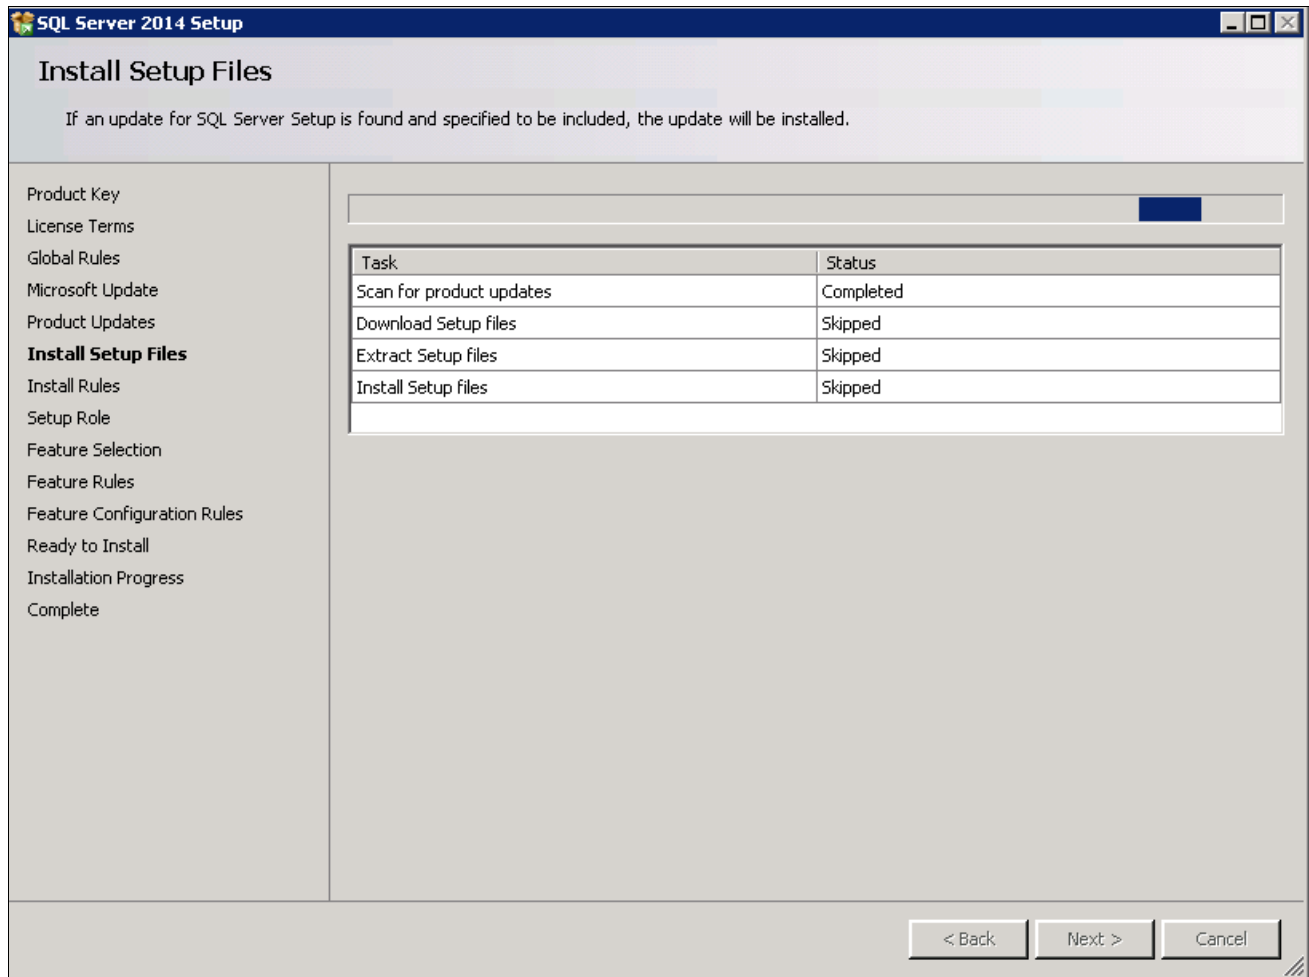 SQL Server 2014 Setup
Install Setup Files
If an update for SQL Server Setup is found and specified to be included, the update will be installed.
Product Key
License Terms
Global Rules
Microsoft Update
Product Updates
Install Setup Files
Install Rules
Setup Role
Feature Selection
Feature Rules
Feature Configuration Rules
Ready to Install
Installation Progress
Complete
Task Status
Scan for product updates Completed
Download Setup files Skipped
Extract Setup files Skipped
Install Setup files Skipped
< Back Next > Cancel